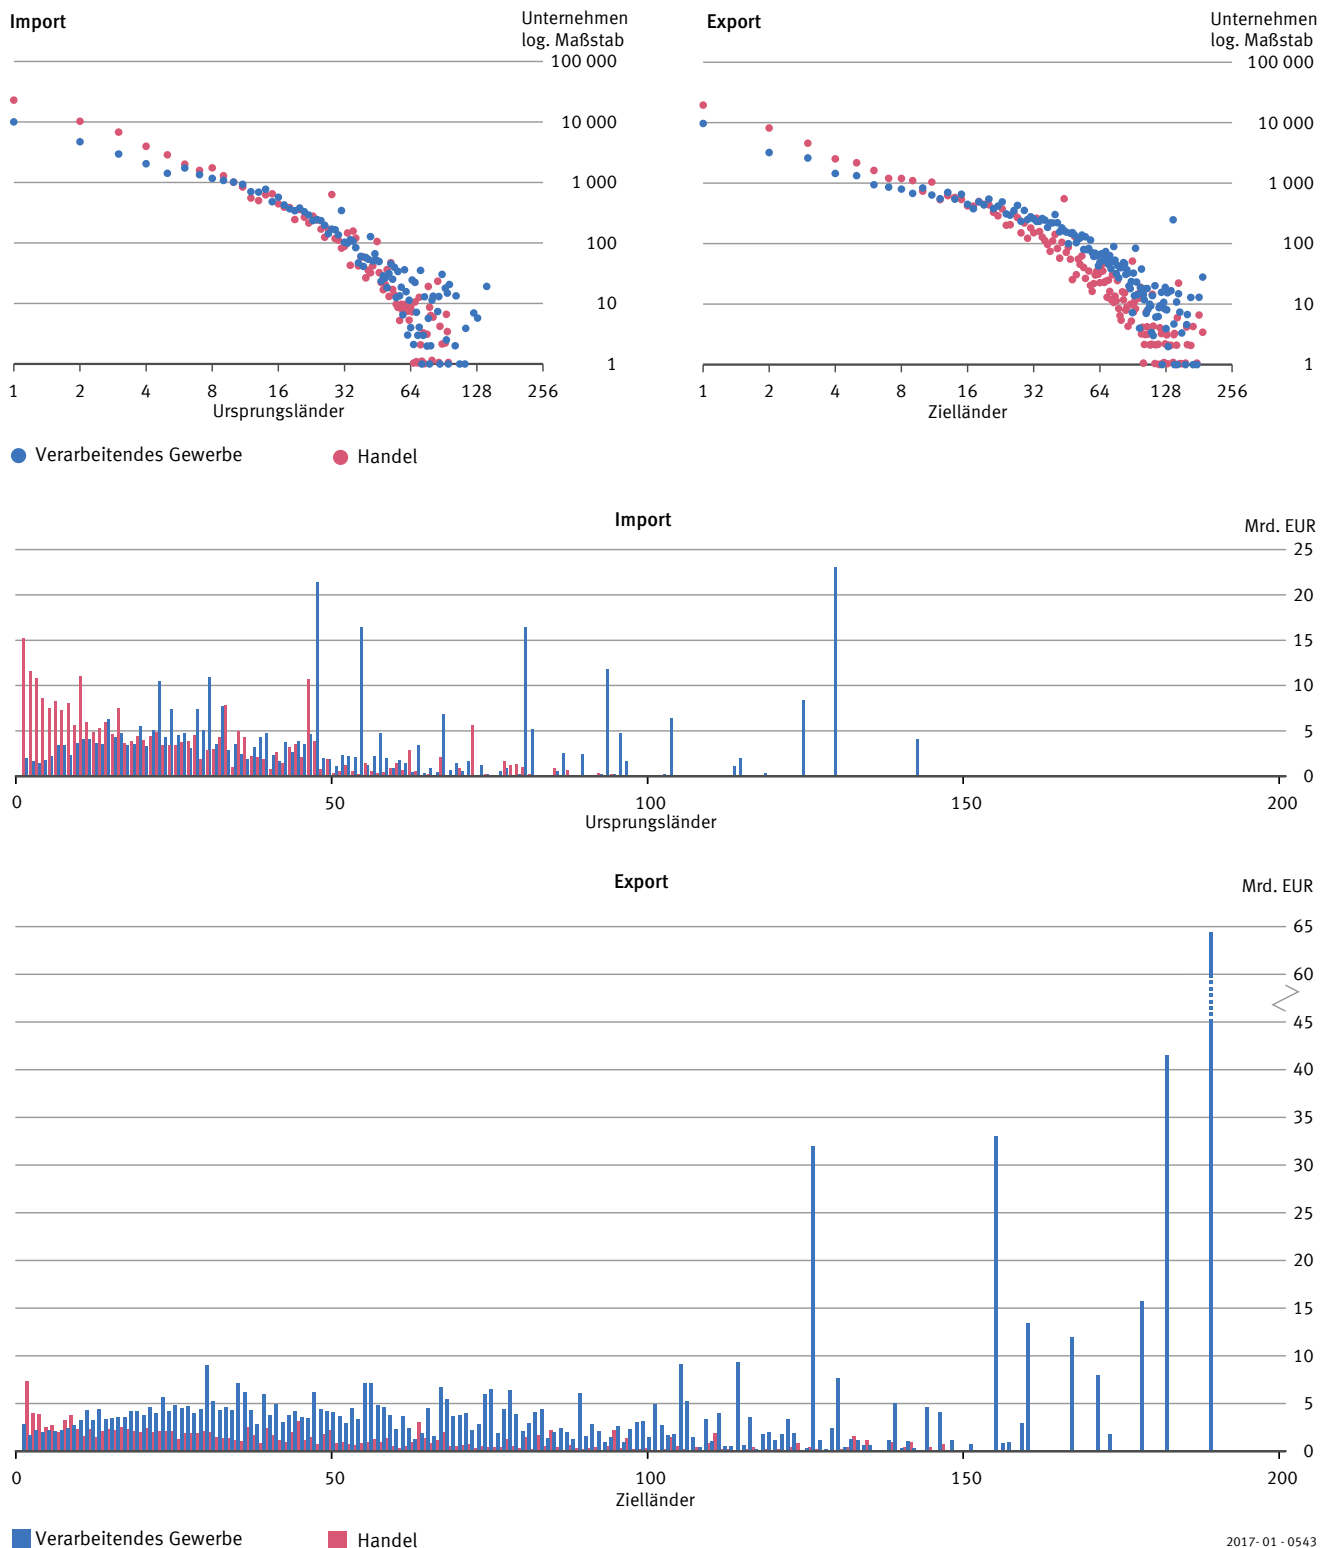 Import
Unternehmen
log. Maßstab
100 000
10 000
1 000
100
10
1
1 2 4 8 16 32 64 128 256
Ursprungsländer
Export
Unternehmen
log. Maßstab
100 000
10 000
1 000
100
10
1
1 2 4 8 16 32 64 128 256
Zielländer
Verarbeitendes Gewerbe
Handel
Import
Mrd. EUR
25
20
15
10
5
0
0 50 100 150 200
Ursprungsländer
Export
Mrd. EUR
65
60
45
40
35
30
25
20
15
10
5
0
0 50 100 150 200
Zielländer
Verarbeitendes Gewerbe
Handel
2017- 01 - 0543